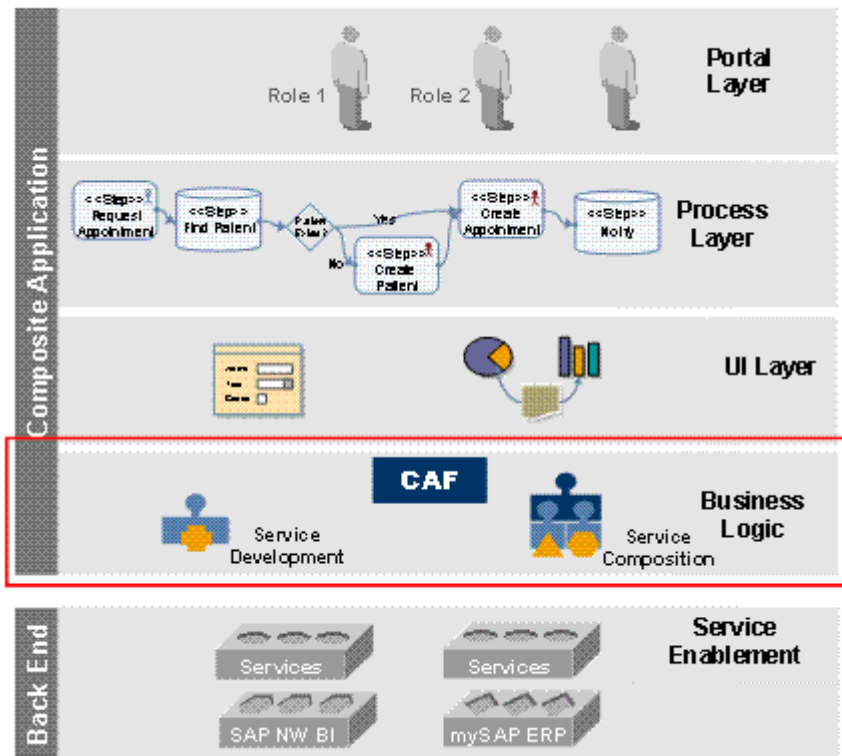 Composite Application
Portal
Layer
Role 1
Role 2
Process
Layer
<<Step>>
Request
Appointment
<<Step>>
Find Patient
Patient
Exists?
Yes
No
<<Step>>
Create
Patient
<<Step>>
Create
Appointment
<<Step>>
Notify
UI Layer
CAF
Business
Logic
Service
Development
Service
Composition
Back End
Service
Enablement
Services
Services
SAP NW BI
mySAP ERP